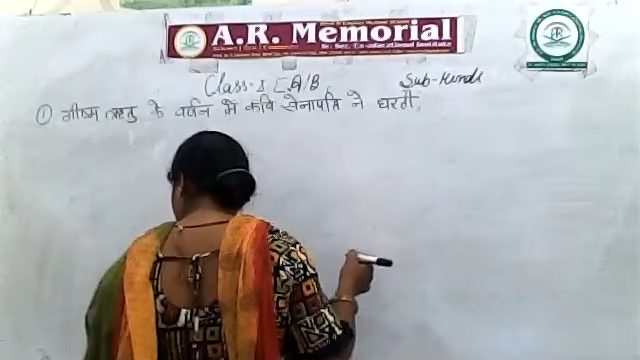 A.R. Memorial
Class-8 [A/B
Sub-Hindi
① ग्रीष्म ऋतु के वर्णन में कवि सेनापति ने धरती,